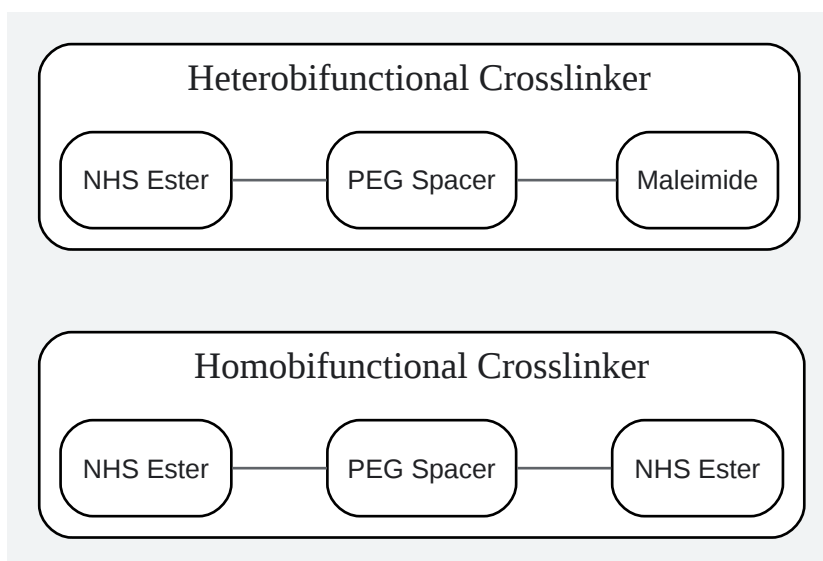 Heterobifunctional Crosslinker
NHS Ester PEG Spacer Maleimide
Homobifunctional Crosslinker
NHS Ester PEG Spacer NHS Ester